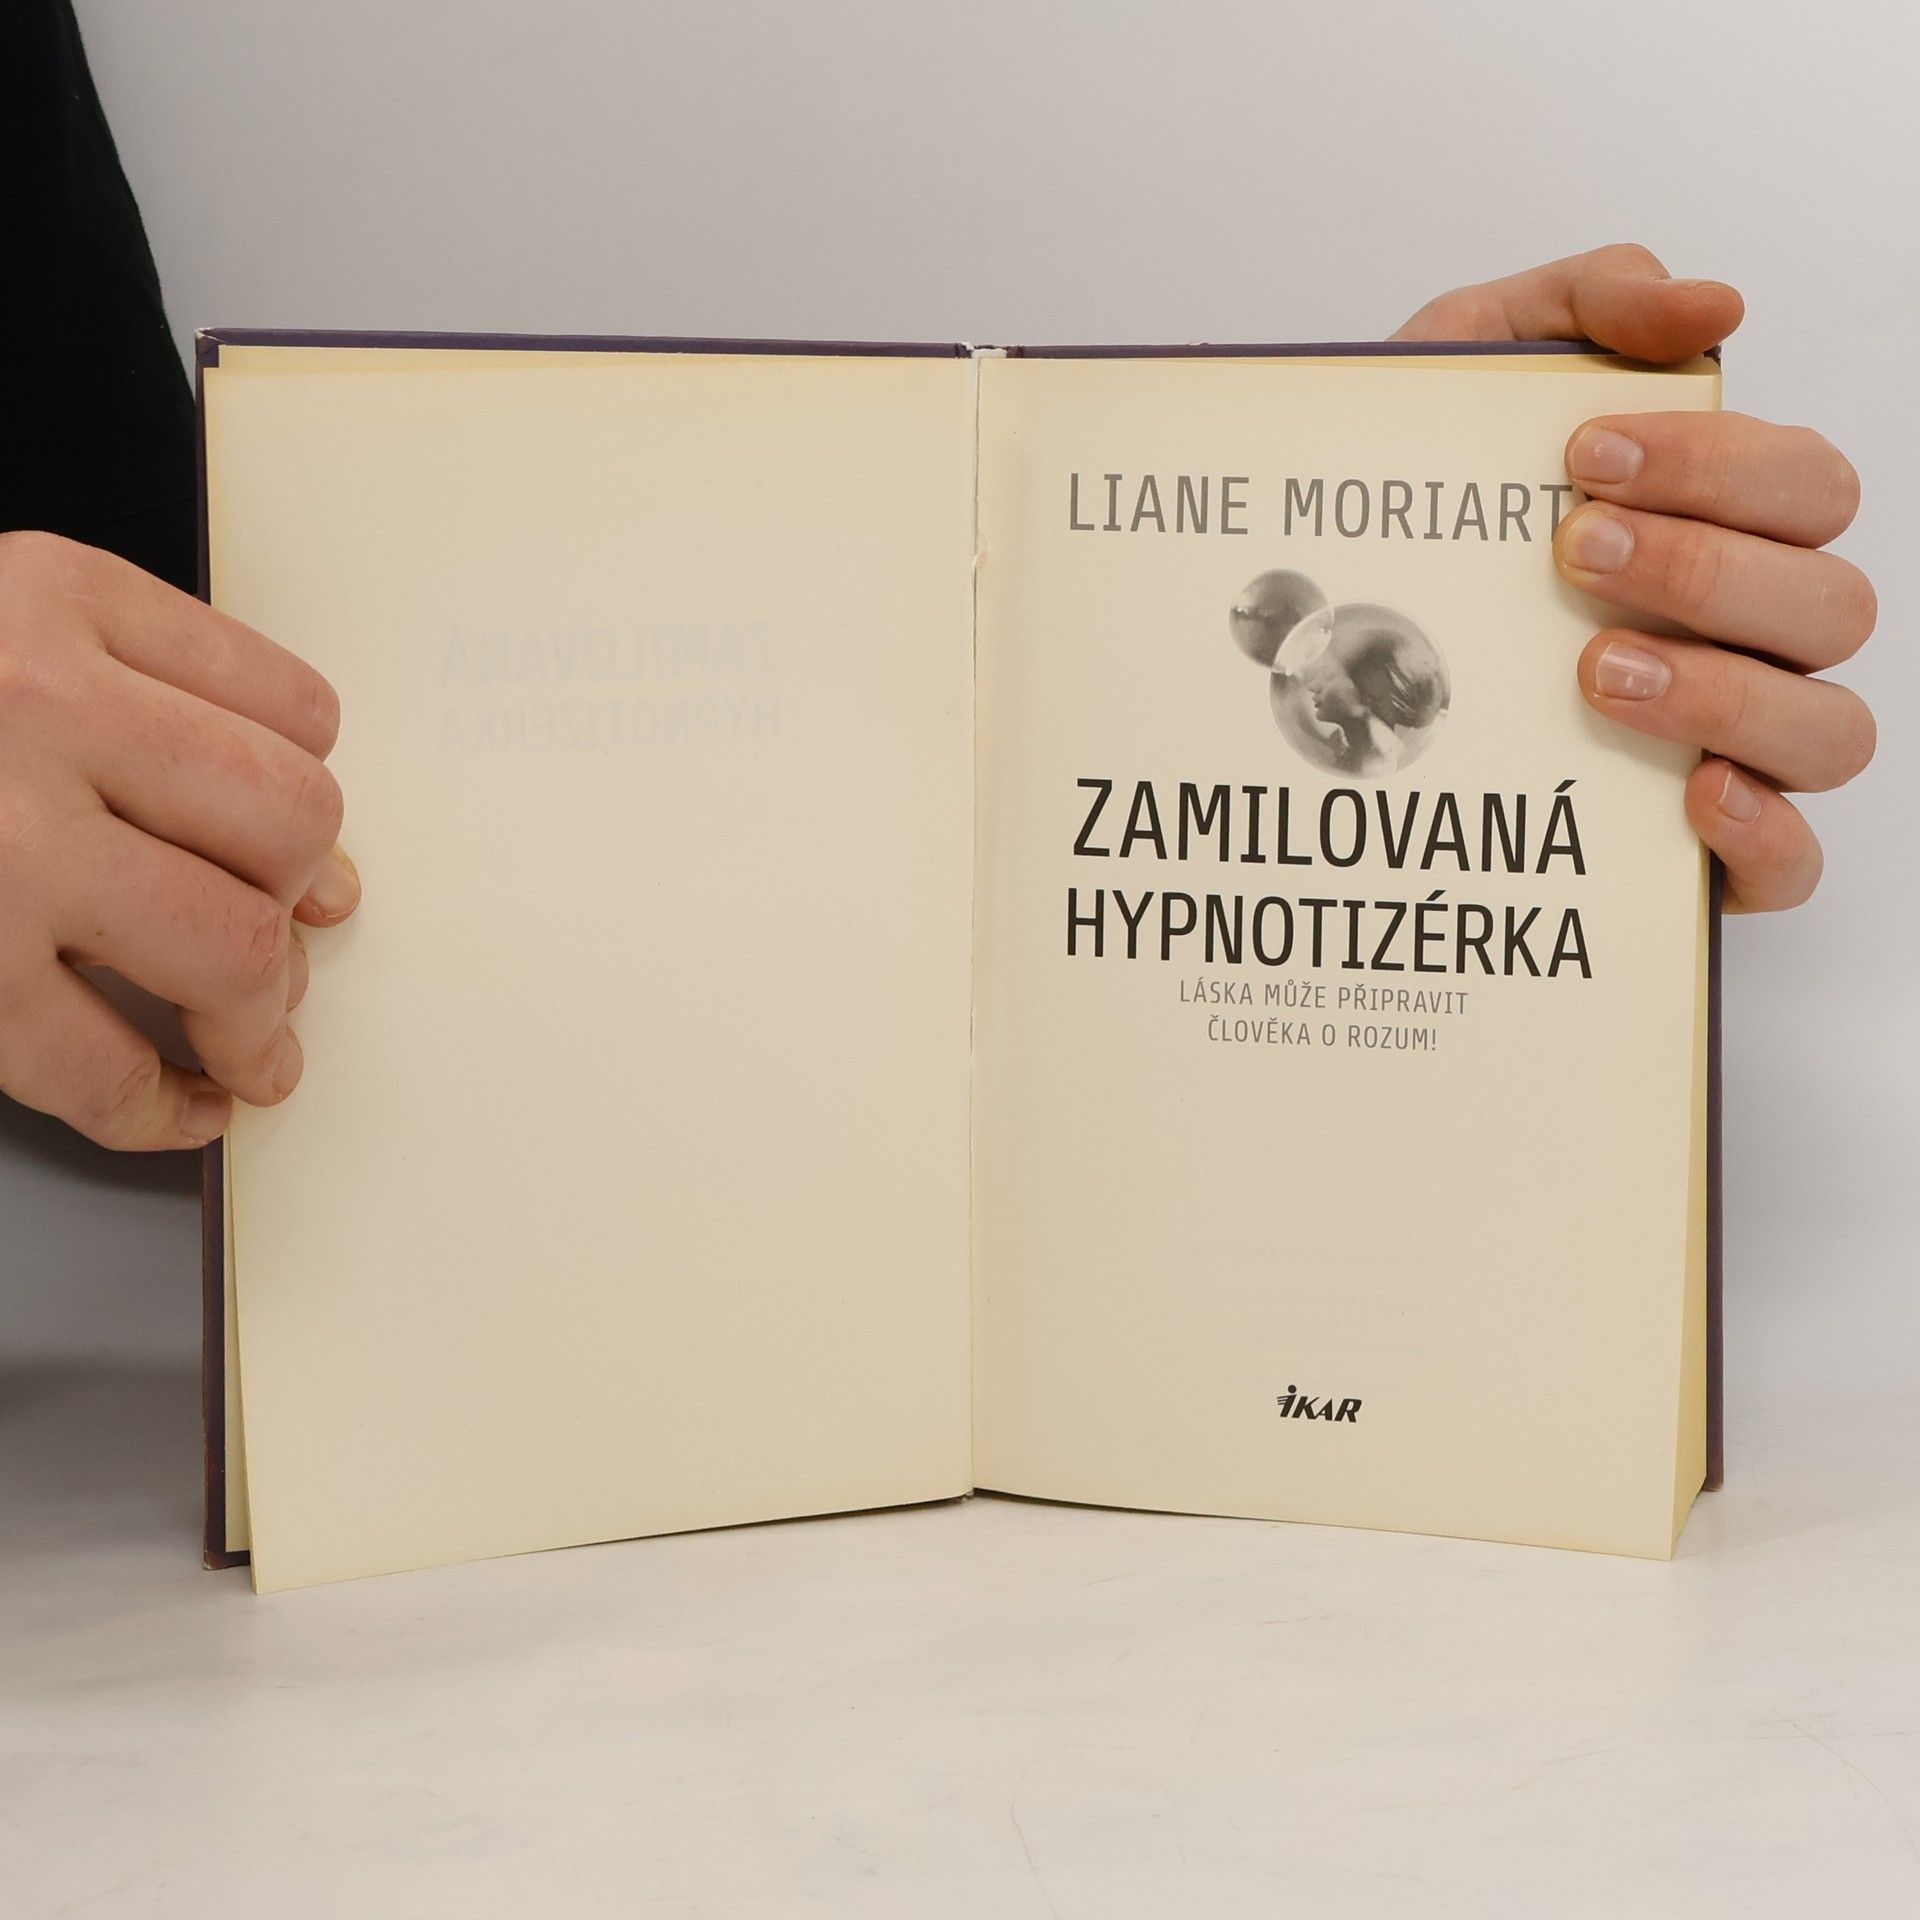 LIANE MORIART
ZAMILOVANÁ
HYPNOTIZÉRKA
LÁSKA MŮŽE PŘIPRAVIT
ČLOVĚKA O ROZUM!
IKAR